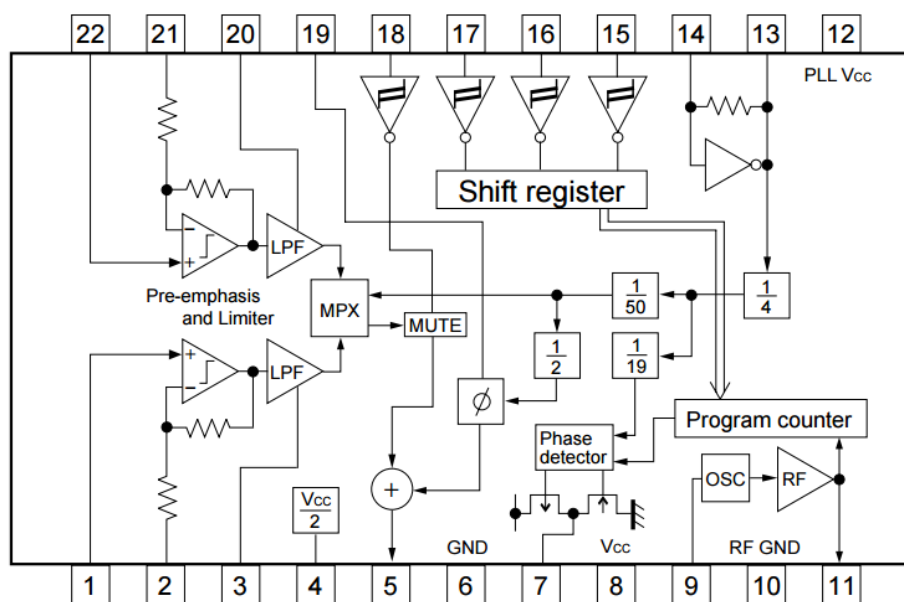 22 21 20 19 18 17 16 15 14 13 12
PLL VCC
Shift register
−
+
LPF
Pre-emphasis
and Limiter
MPX
MUTE
1
50
1
4
1
2
1
19
+
−
LPF
ϕ
Program counter
Phase
detector
OSC
RF
VCC
2
+
GND
VCC
RF GND
1 2 3 4 5 6 7 8 9 10 11